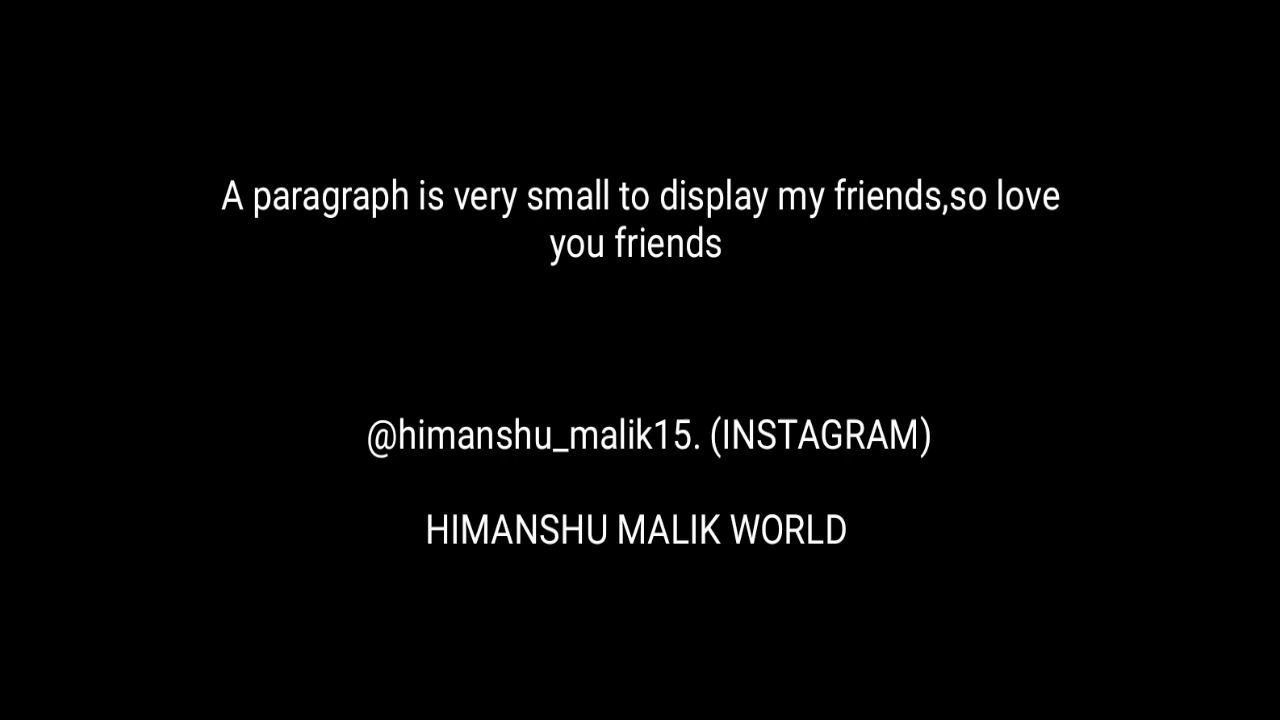 A paragraph is very small to display my friends,so love
you friends
@himanshu_malik15. (INSTAGRAM)
HIMANSHU MALIK WORLD